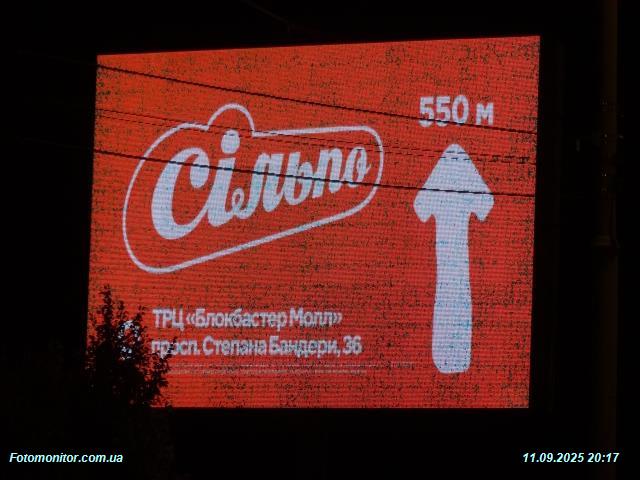 Сільпо
550 м
ТРЦ «Блокбастер Молл»
просп. Степана Бандери, 36
Fotomonitor.com.ua
11.09.2025 20:17